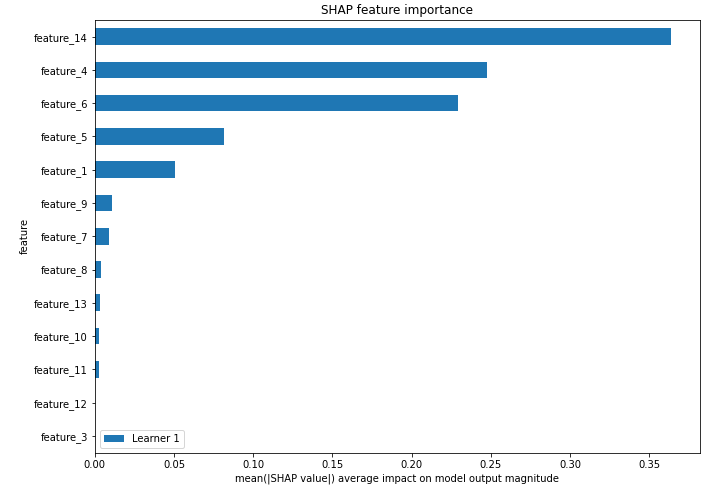 SHAP feature importance
feature_14
feature_4
feature_6
feature_5
feature_1
feature_9
feature_7
feature
feature_8
feature_13
feature_10
feature_11
feature_12
feature_3
Learner 1
0.00 0.05 0.10 0.15 0.20 0.25 0.30 0.35
mean(|SHAP value|) average impact on model output magnitude